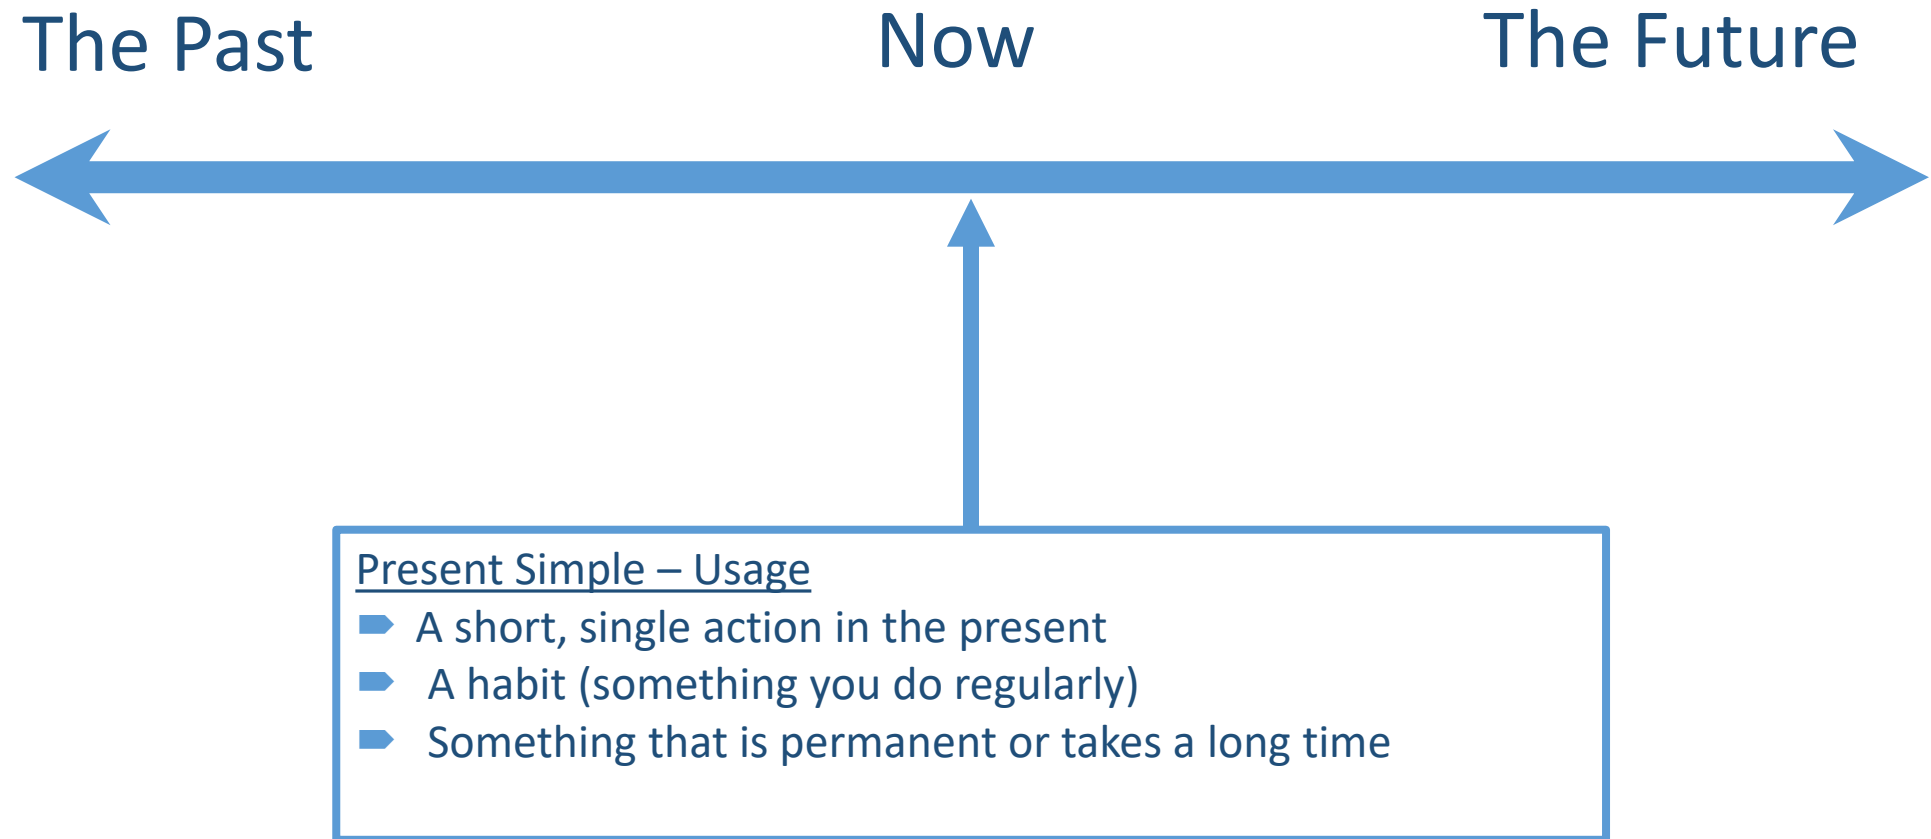 The Past
Now
The Future
Present Simple – Usage
A short, single action in the present
A habit (something you do regularly)
Something that is permanent or takes a long time